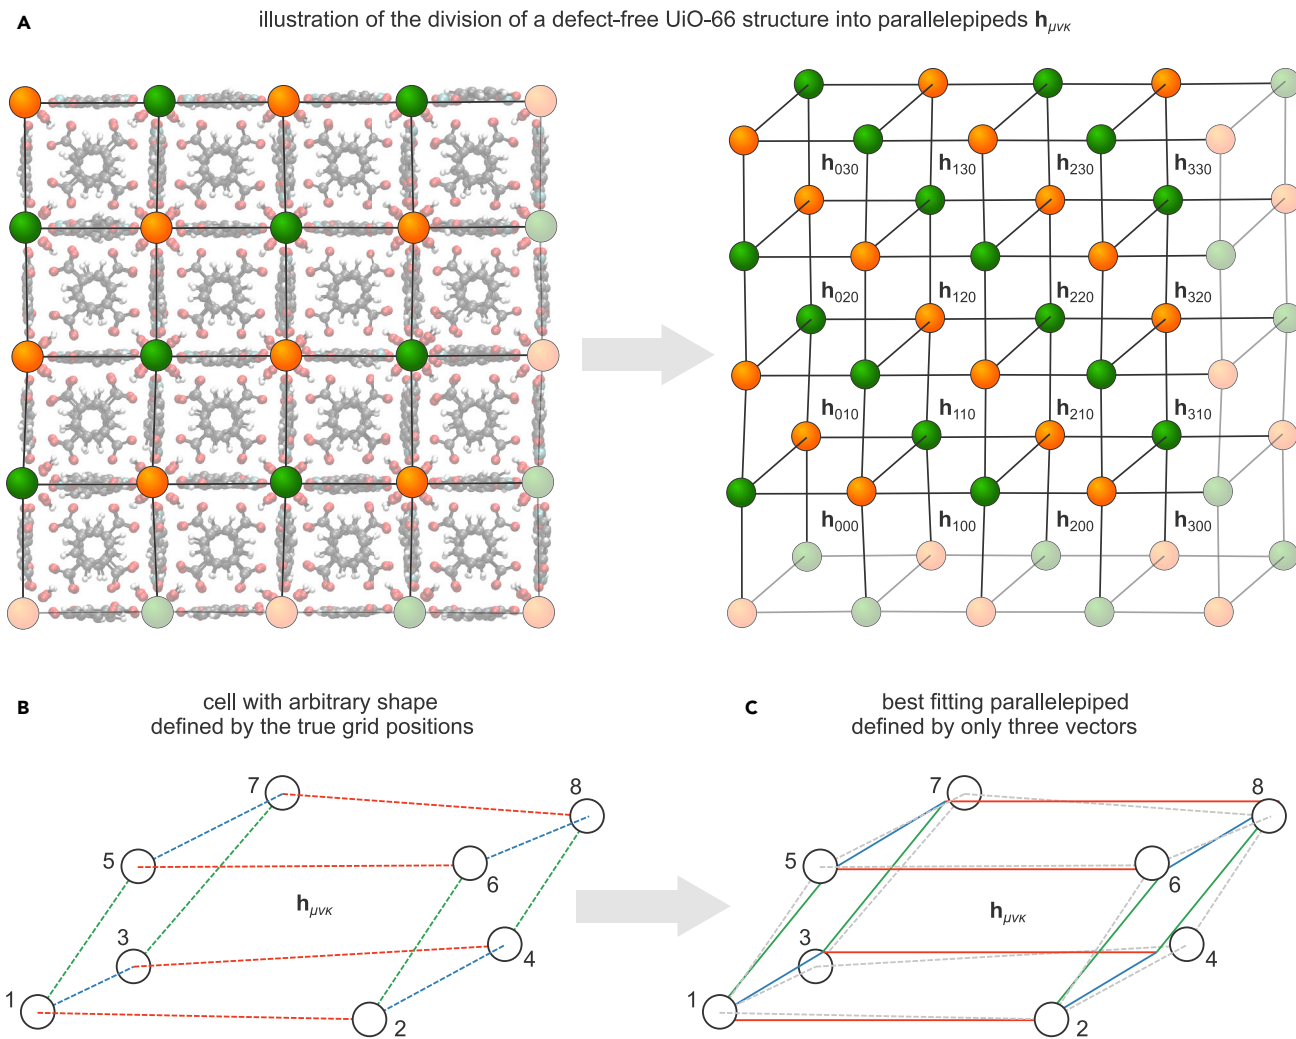 A
illustration of the division of a defect-free UiO-66 structure into parallelepipeds h_μνκ
h030 h130 h230 h330
h020 h120 h220 h320
h010 h110 h210 h310
h000 h100 h200 h300
B
cell with arbitrary shape
defined by the true grid positions
7
8
5
6
h_μνκ
3
4
1
2
C
best fitting parallelepiped
defined by only three vectors
7
8
5
6
h_μνκ
3
4
1
2